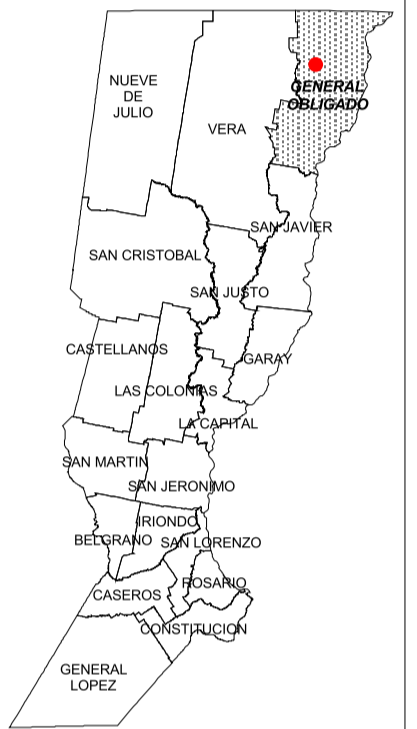 NUEVE
DE
JULIO
GENERAL
OBLIGADO
VERA
SAN JAVIER
SAN CRISTOBAL
SAN JUSTO
CASTELLANOS
GARAY
LAS COLONIAS
LA CAPITAL
SAN MARTIN
SAN JERONIMO
IRIONDO
BELGRANO
SAN LORENZO
ROSARIO
CASEROS
CONSTITUCION
GENERAL
LOPEZ